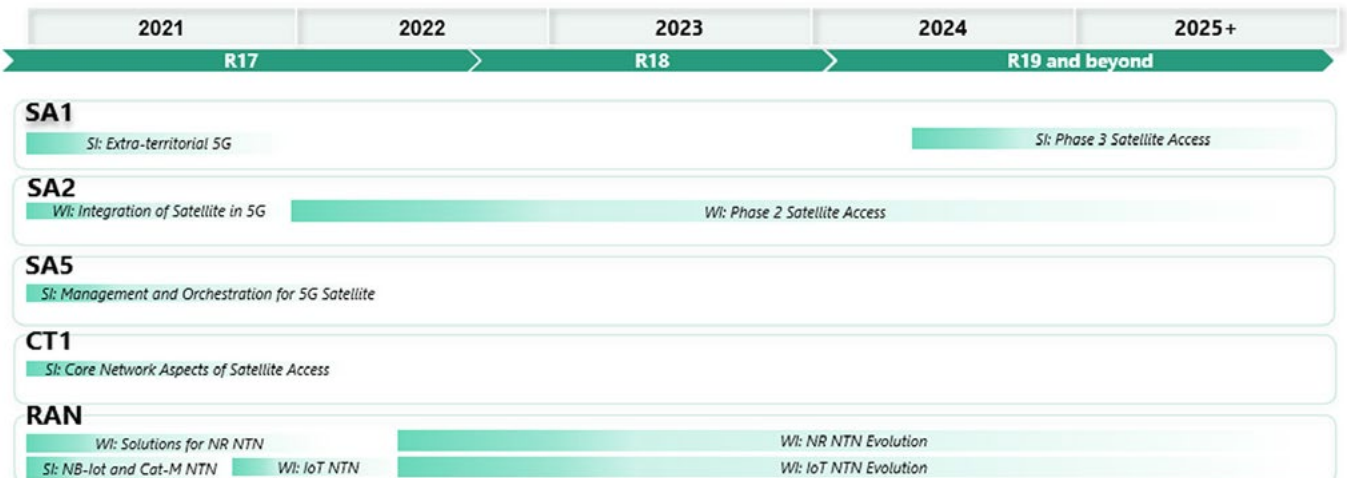 2021 2022 2023 2024 2025+
R17 R18 R19 and beyond
SA1
SI: Extra-territorial 5G SI: Phase 3 Satellite Access
SA2
WI: Integration of Satellite in 5G WI: Phase 2 Satellite Access
SA5
SI: Management and Orchestration for 5G Satellite
CT1
SI: Core Network Aspects of Satellite Access
RAN
WI: Solutions for NR NTN WI: NR NTN Evolution
SI: NB-Iot and Cat-M NTN WI: IoT NTN WI: IoT NTN Evolution